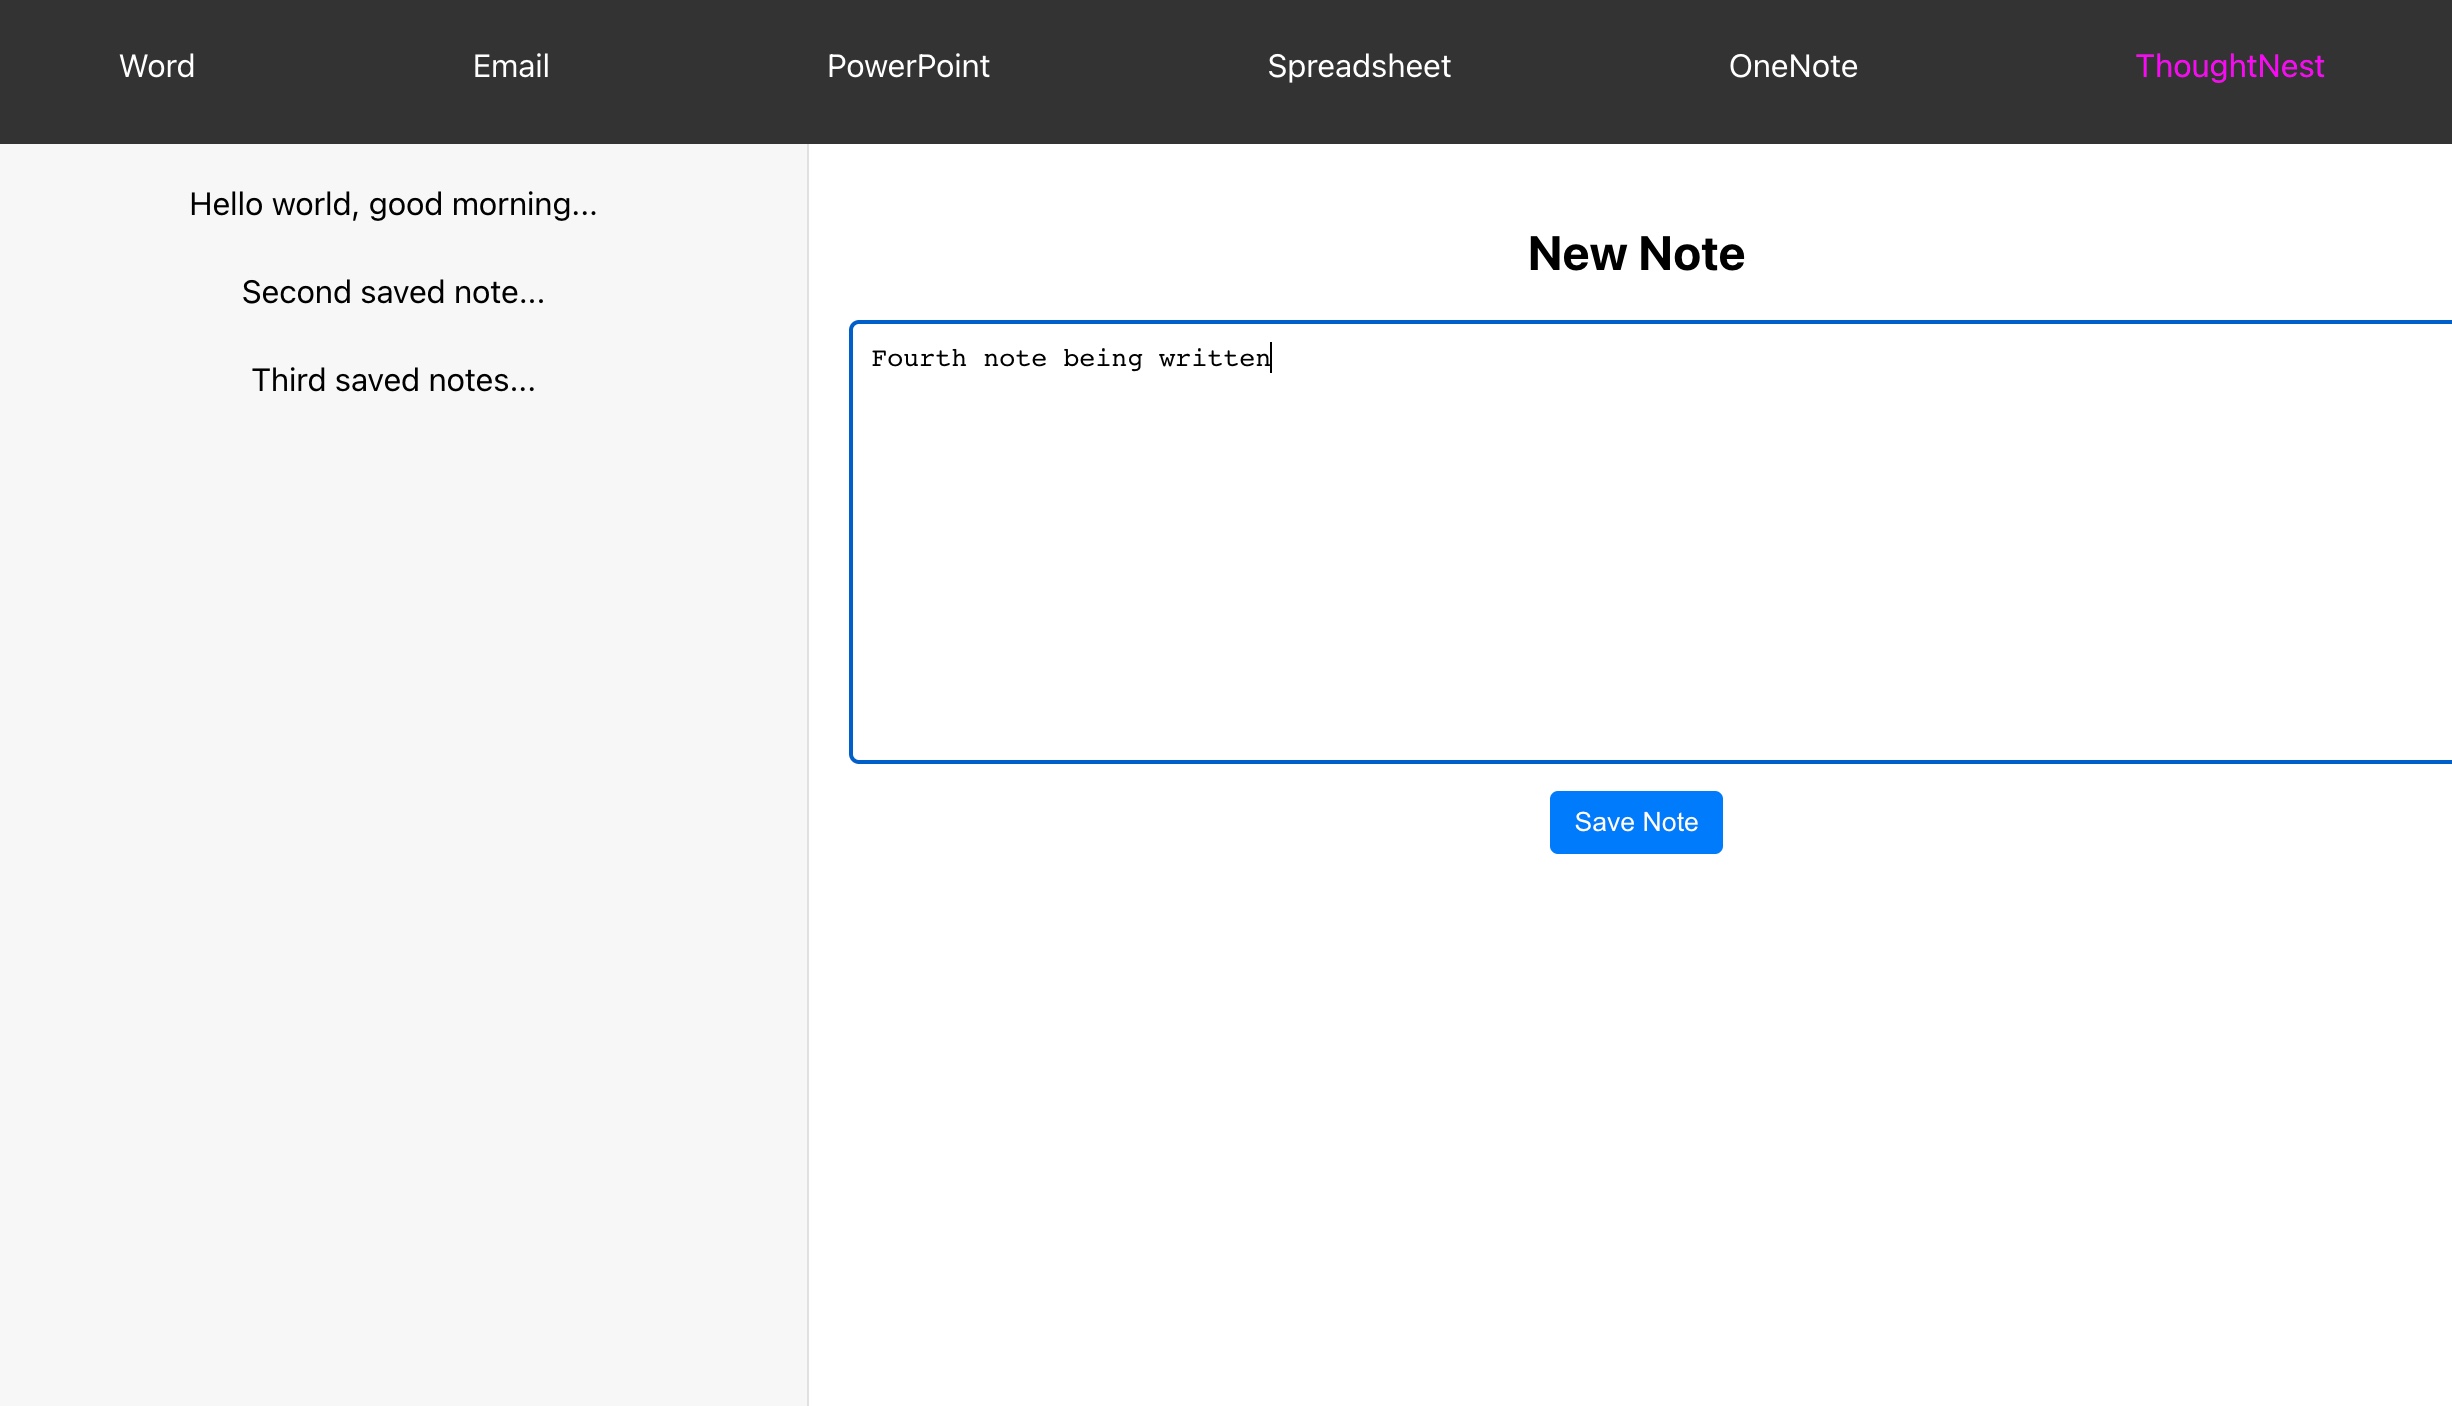 Word Email PowerPoint Spreadsheet OneNote ThoughtNest
Hello world, good morning...
Second saved note...
Third saved notes...
New Note
Fourth note being written
Save Note